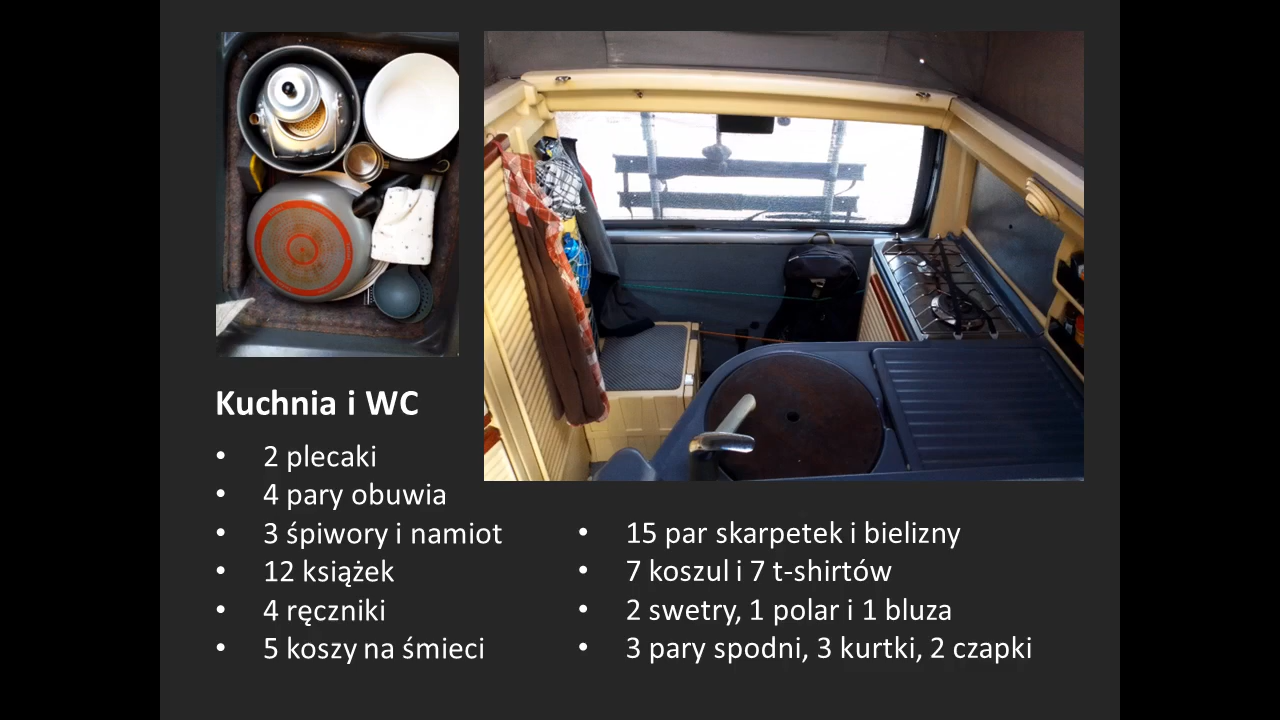 Kuchnia i WC
• 2 plecaki
• 4 pary obuwia
• 3 śpiwory i namiot
• 12 książek
• 4 ręczniki
• 5 koszy na śmieci
• 15 par skarpetek i bielizny
• 7 koszul i 7 t-shirtów
• 2 swetry, 1 polar i 1 bluza
• 3 pary spodni, 3 kurtki, 2 czapki